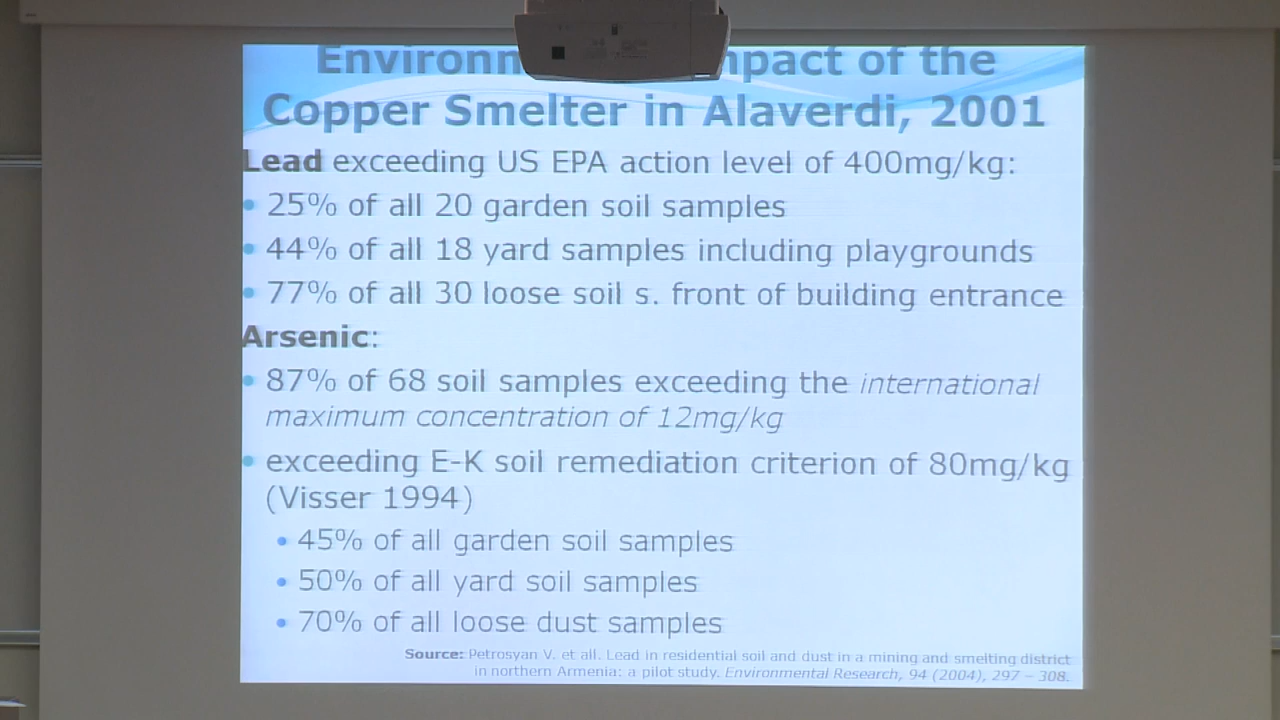 Environm mpact of the
Copper Smelter in Alaverdi, 2001
Lead exceeding US EPA action level of 400mg/kg:
• 25% of all 20 garden soil samples
• 44% of all 18 yard samples including playgrounds
• 77% of all 30 loose soil s. front of building entrance
Arsenic:
• 87% of 68 soil samples exceeding the international
maximum concentration of 12mg/kg
• exceeding E-K soil remediation criterion of 80mg/kg
(Visser 1994)
• 45% of all garden soil samples
• 50% of all yard soil samples
• 70% of all loose dust samples
Source: Petrosyan V. et all. Lead in residential soil and dust in a mining and smelting district
in northern Armenia: a pilot study. Environmental Research, 94 (2004), 297 – 308.